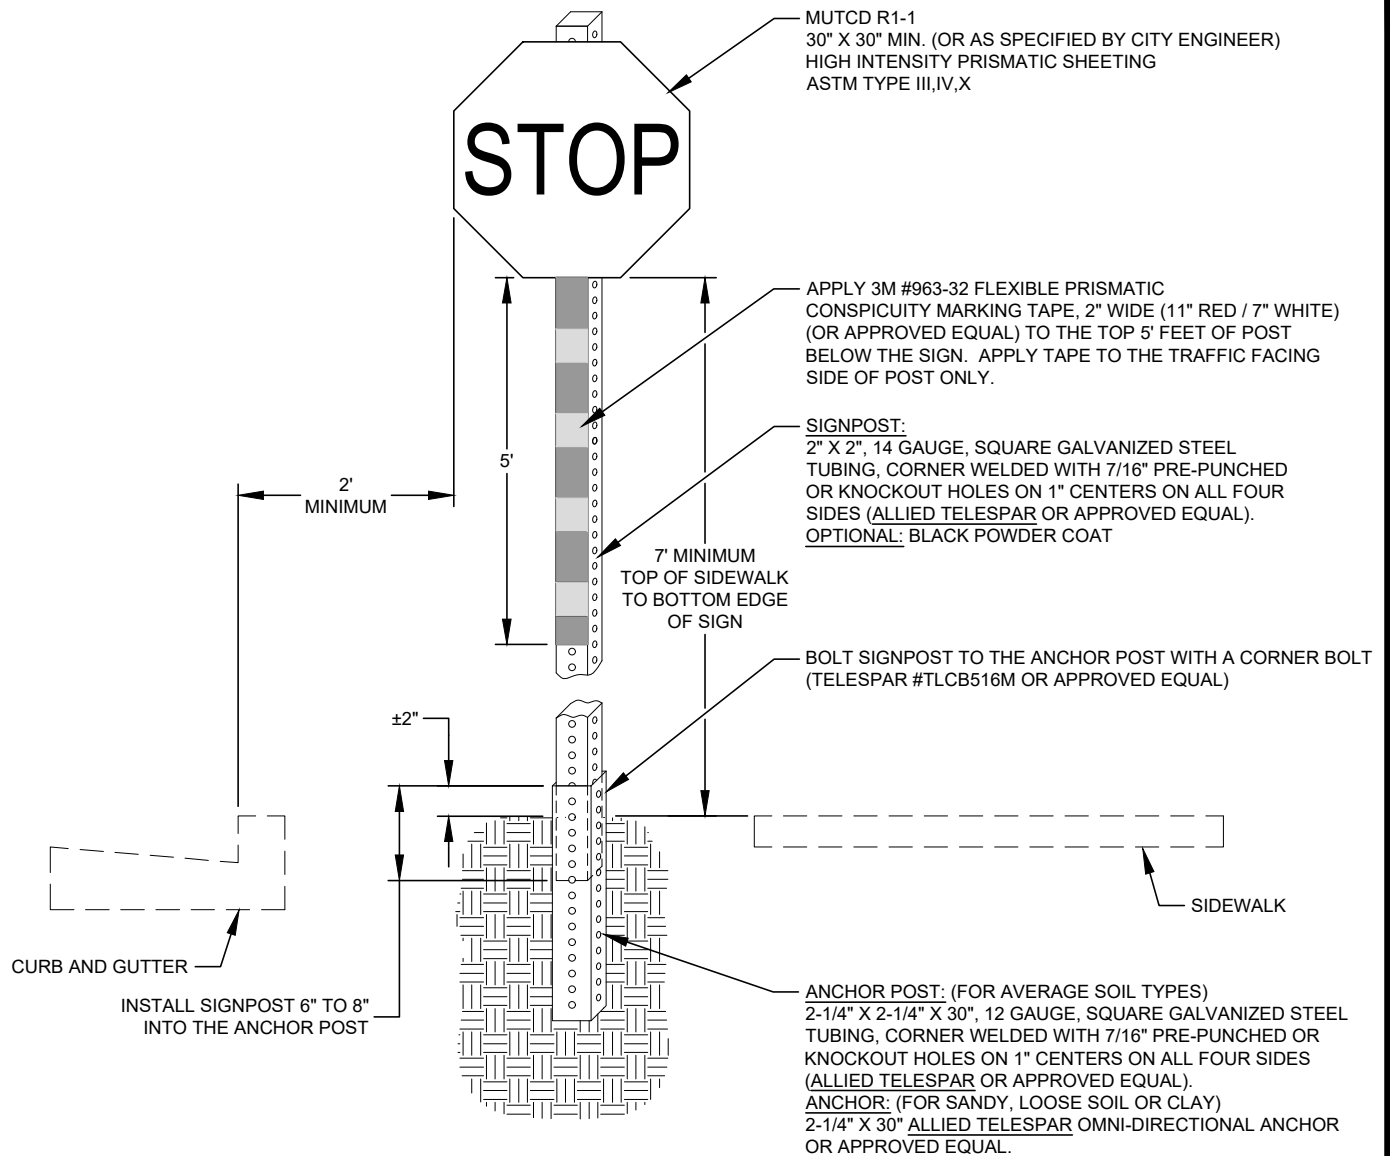 MUTCD R1-1
30" X 30" MIN. (OR AS SPECIFIED BY CITY ENGINEER)
HIGH INTENSITY PRISMATIC SHEETING
ASTM TYPE III,IV,X
STOP
APPLY 3M #963-32 FLEXIBLE PRISMATIC
CONSPICUITY MARKING TAPE, 2" WIDE (11" RED / 7" WHITE)
(OR APPROVED EQUAL) TO THE TOP 5' FEET OF POST
BELOW THE SIGN. APPLY TAPE TO THE TRAFFIC FACING
SIDE OF POST ONLY.
SIGNPOST:
2" X 2", 14 GAUGE, SQUARE GALVANIZED STEEL
TUBING, CORNER WELDED WITH 7/16" PRE-PUNCHED
OR KNOCKOUT HOLES ON 1" CENTERS ON ALL FOUR
SIDES (ALLIED TELESPAR OR APPROVED EQUAL).
OPTIONAL: BLACK POWDER COAT
5'
2'
MINIMUM
7' MINIMUM
TOP OF SIDEWALK
TO BOTTOM EDGE
OF SIGN
BOLT SIGNPOST TO THE ANCHOR POST WITH A CORNER BOLT
(TELESPAR #TLCB516M OR APPROVED EQUAL)
±2"
SIDEWALK
CURB AND GUTTER
INSTALL SIGNPOST 6" TO 8"
INTO THE ANCHOR POST
ANCHOR POST: (FOR AVERAGE SOIL TYPES)
2-1/4" X 2-1/4" X 30", 12 GAUGE, SQUARE GALVANIZED STEEL
TUBING, CORNER WELDED WITH 7/16" PRE-PUNCHED OR
KNOCKOUT HOLES ON 1" CENTERS ON ALL FOUR SIDES
(ALLIED TELESPAR OR APPROVED EQUAL).
ANCHOR: (FOR SANDY, LOOSE SOIL OR CLAY)
2-1/4" X 30" ALLIED TELESPAR OMNI-DIRECTIONAL ANCHOR
OR APPROVED EQUAL.